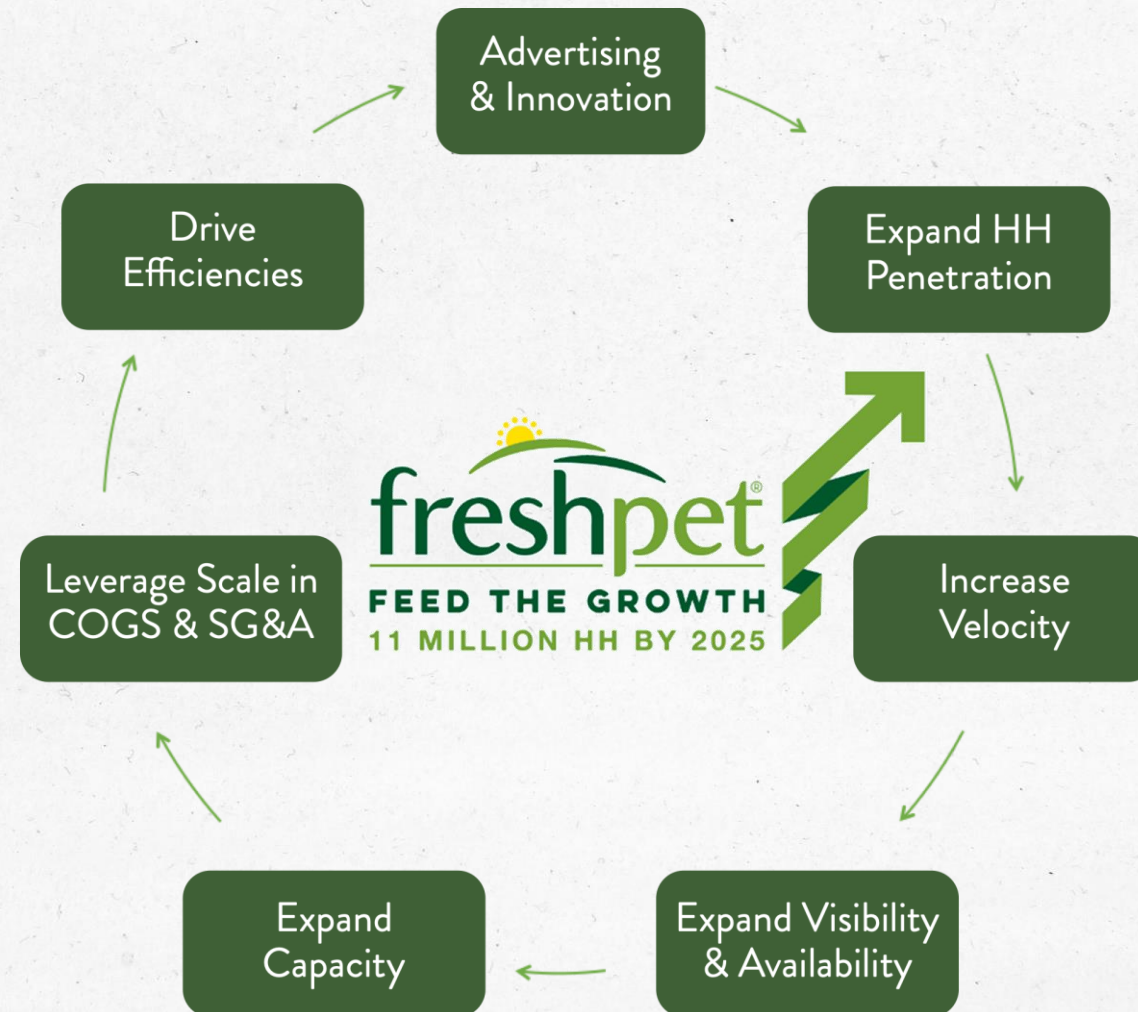 Advertising
& Innovation
Expand HH
Penetration
Increase
Velocity
Expand Visibility
& Availability
Expand
Capacity
Leverage Scale in
COGS & SG&A
Drive
Efficiencies
freshpet®
FEED THE GROWTH
11 MILLION HH BY 2025